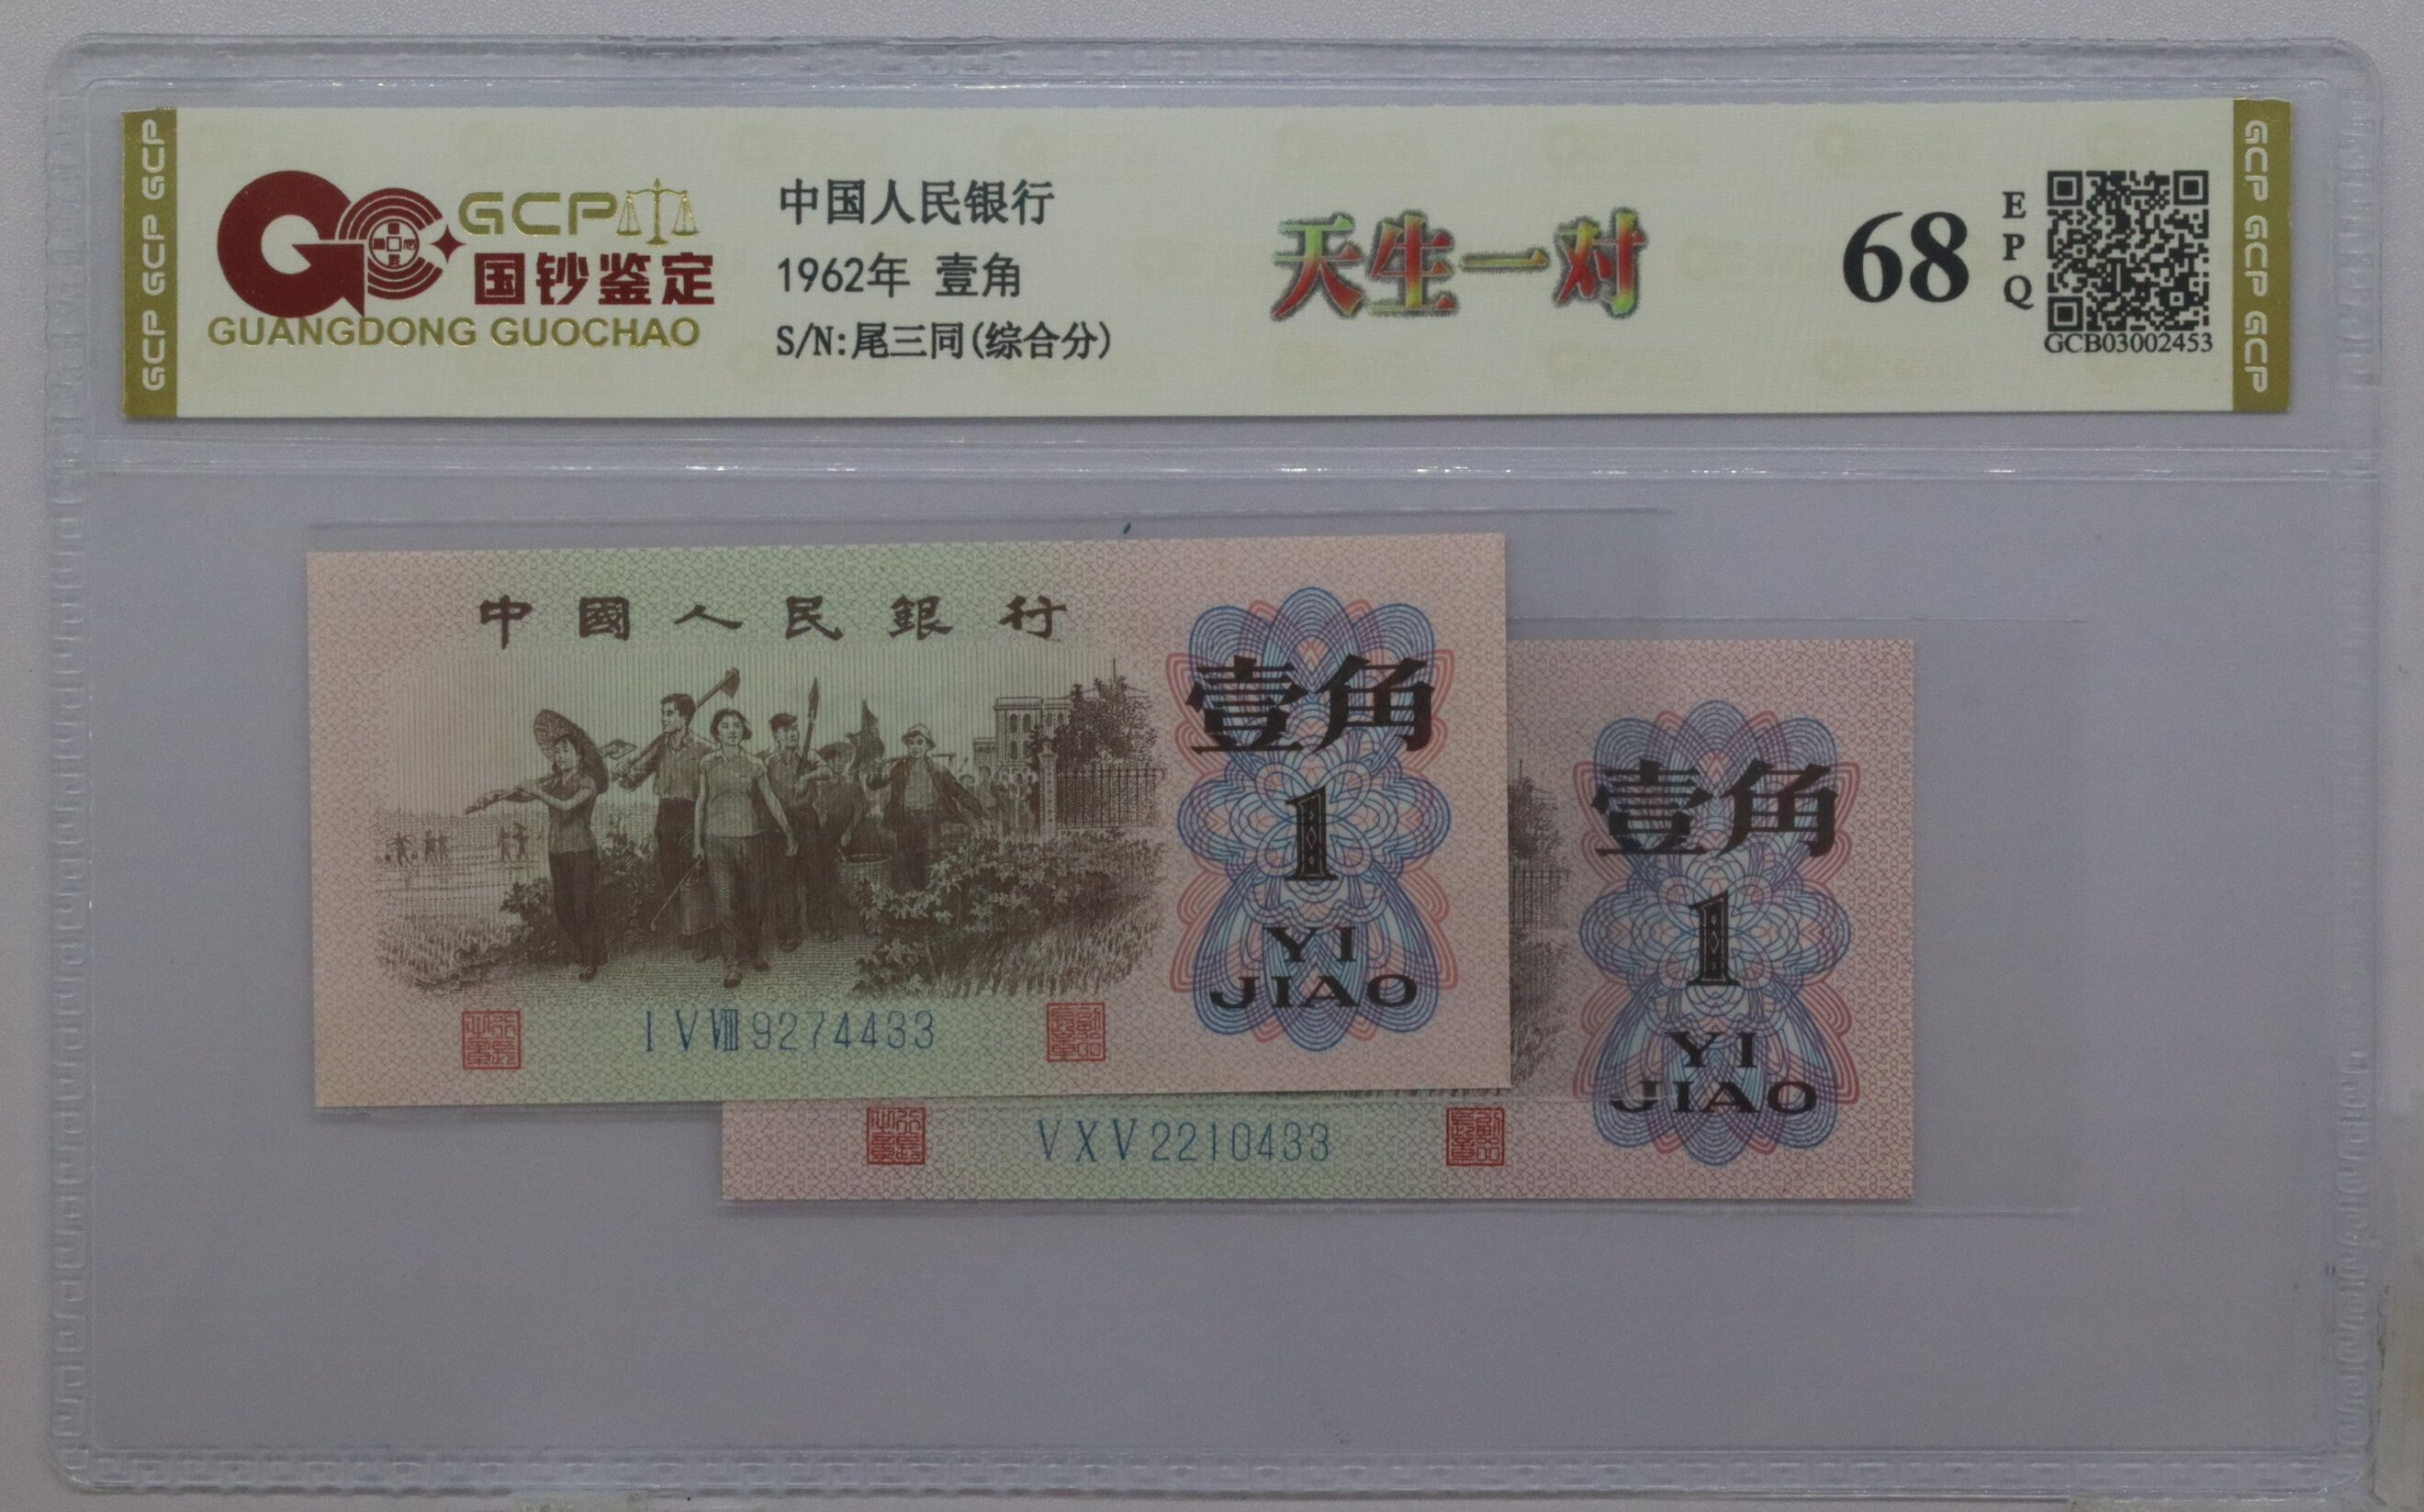 GCP GCP GCP
GCP
国钞鉴定
GUANGDONG GUOCHAO
中国人民银行
1962年 壹角
S/N:尾三同(综合分)
天生一对
68
EPQ
GCB03002453
GCP GCP GCP
中國人民銀行
壹角
1
YI
JIAO
I V VIII 9274433
壹角
1
YI
JIAO
V X V 2210433